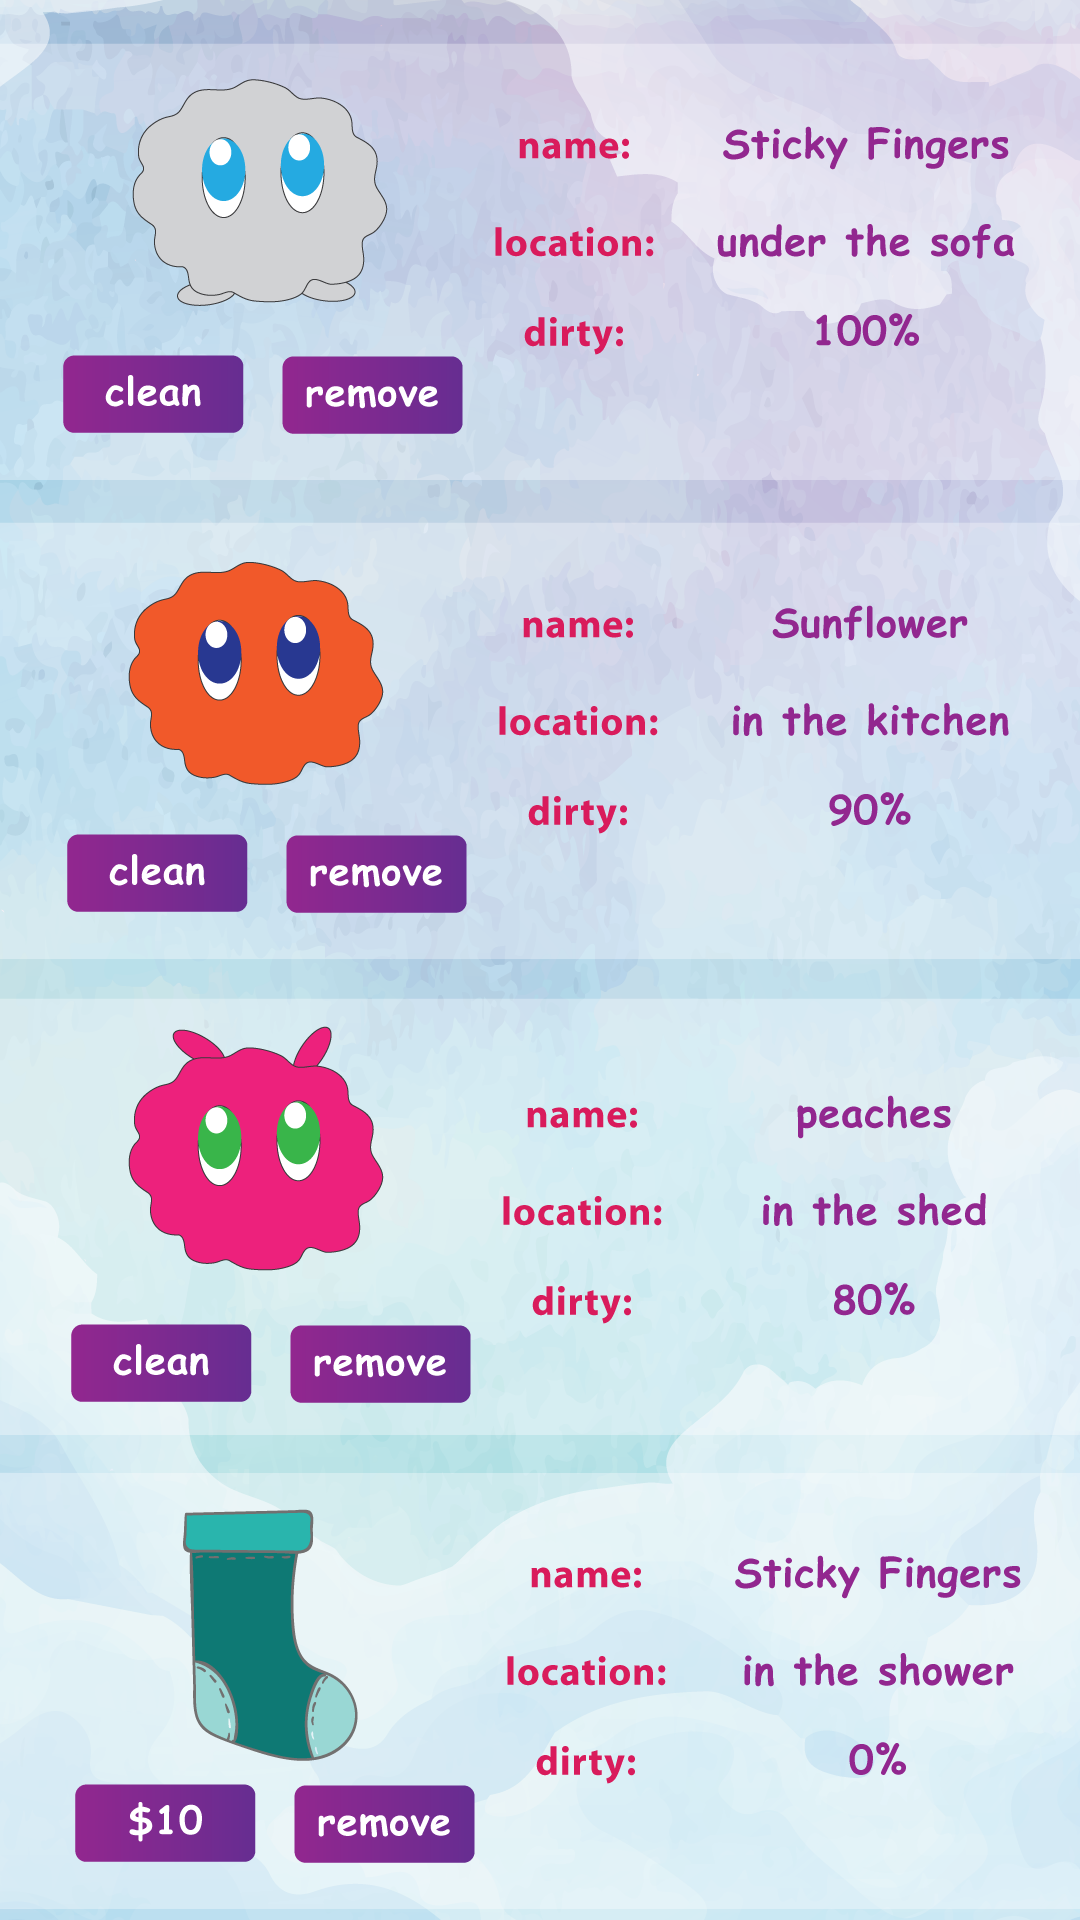 name: Sticky Fingers
location: under the sofa
dirty: 100%
clean remove
name: Sunflower
location: in the kitchen
dirty: 90%
clean remove
name: peaches
location: in the shed
dirty: 80%
clean remove
name: Sticky Fingers
location: in the shower
dirty: 0%
$10 remove